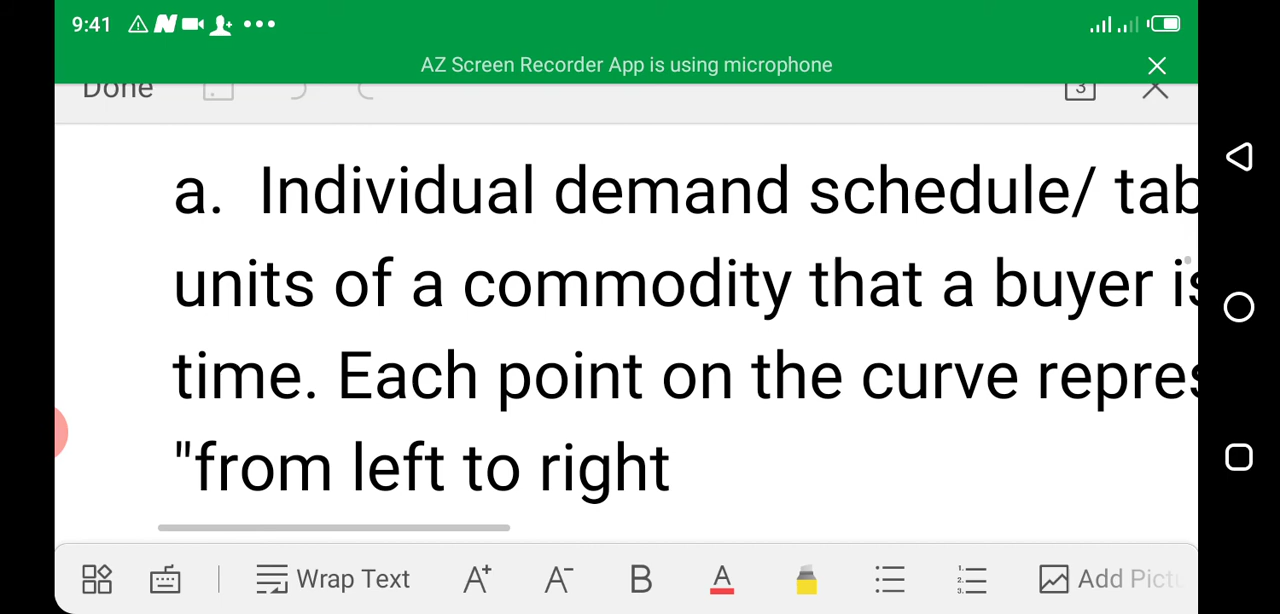 9:41
AZ Screen Recorder App is using microphone
Done 3
a. Individual demand schedule/ tab
units of a commodity that a buyer is
time. Each point on the curve repres
"from left to right
Wrap Text A+ A- B A Add Pictu